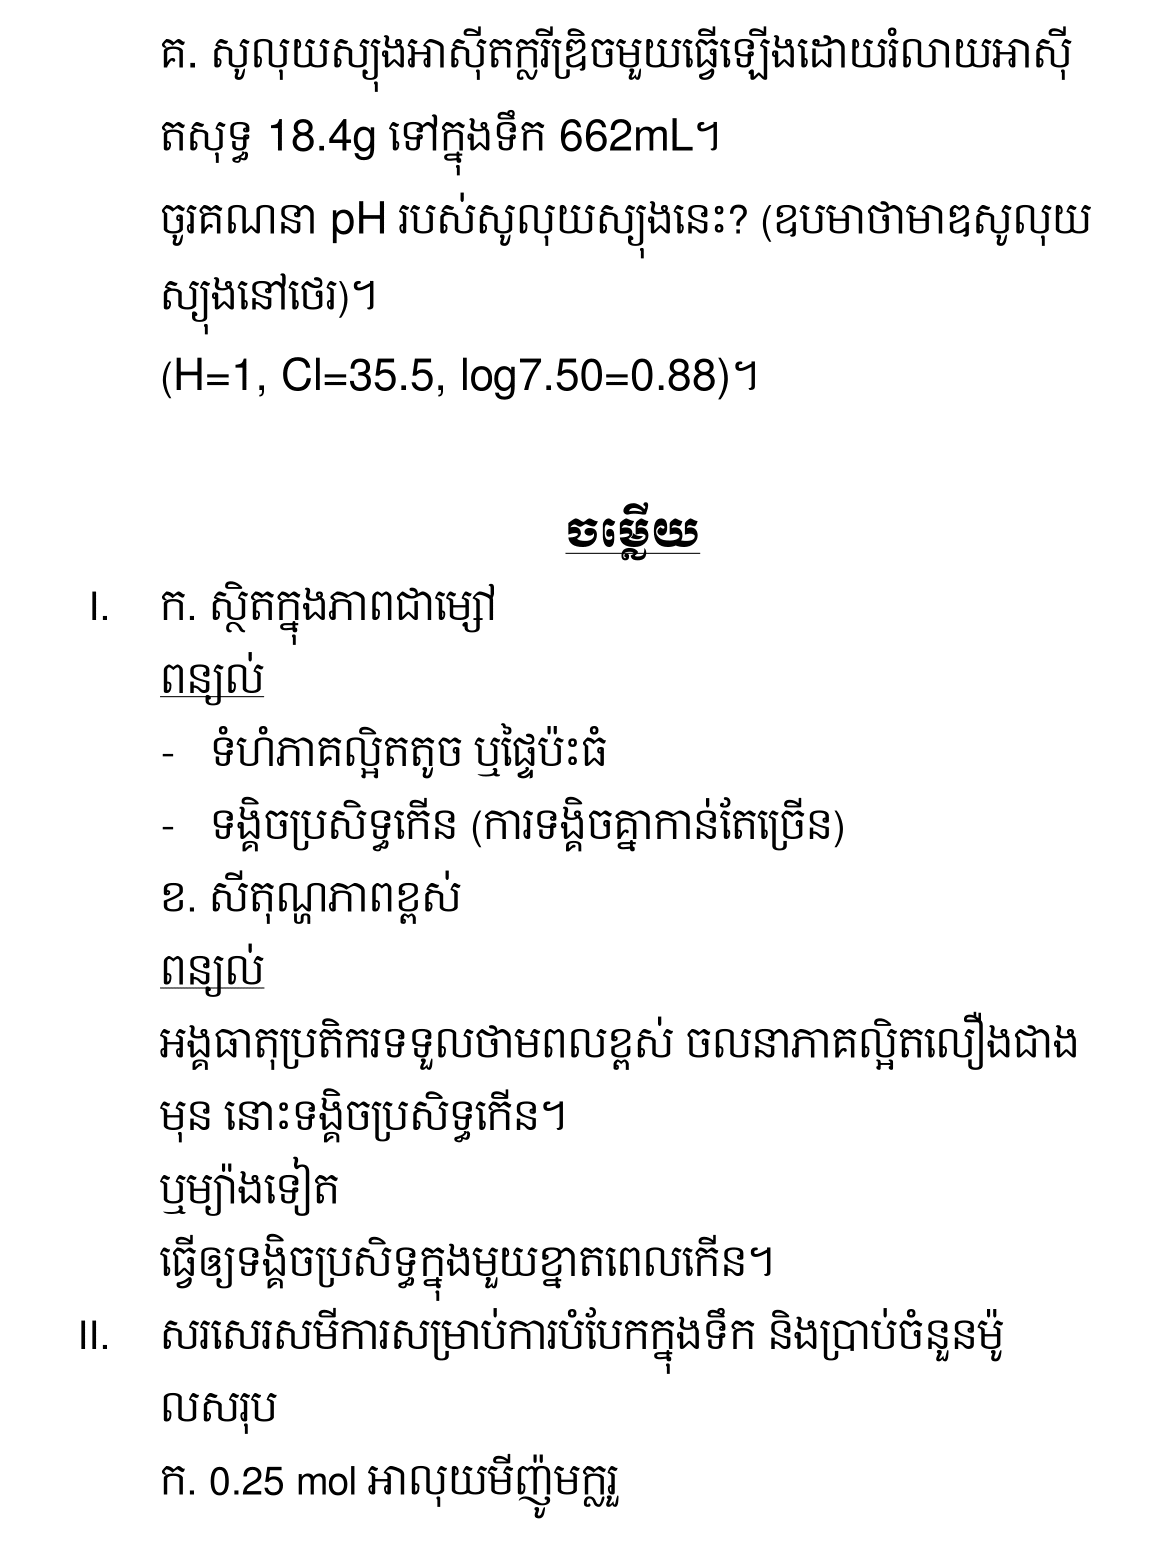 គ. សូលុយស្យុងអាស៊ីតក្លរីឌ្រិចមួយធ្វើឡើងដោយរំលាយអាស៊ី
តសុទ្ធ 18.4g ទៅក្នុងទឹក 662mL។
ចូរគណនា pH របស់សូលុយស្យុងនេះ? (ឧបមាថាមាឌសូលុយ
ស្យុងនៅថេរ)។
(H=1, Cl=35.5, log7.50=0.88)។
ចម្លើយ
I. ក. ស្ថិតក្នុងភាពជាម្សៅ
ពន្យល់
- ទំហំភាគល្អិតតូច ឬផ្ទៃប៉ះធំ
- ទង្គិចប្រសិទ្ធកើន (ការទង្គិចគ្នាកាន់តែច្រើន)
ខ. សីតុណ្ហភាពខ្ពស់
ពន្យល់
អង្គធាតុប្រតិករទទួលថាមពលខ្ពស់ ចលនាភាគល្អិតលឿងជាង
មុន នោះទង្គិចប្រសិទ្ធកើន។
ឬម្យ៉ាងទៀត
ធ្វើឲ្យទង្គិចប្រសិទ្ធក្នុងមួយខ្នាតពេលកើន។
II. សរសេរសមីការសម្រាប់ការបំបែកក្នុងទឹក និងប្រាប់ចំនួនម៉ូ
លសរុប
ក. 0.25 mol អាលុយមីញ៉ូមក្លរួ